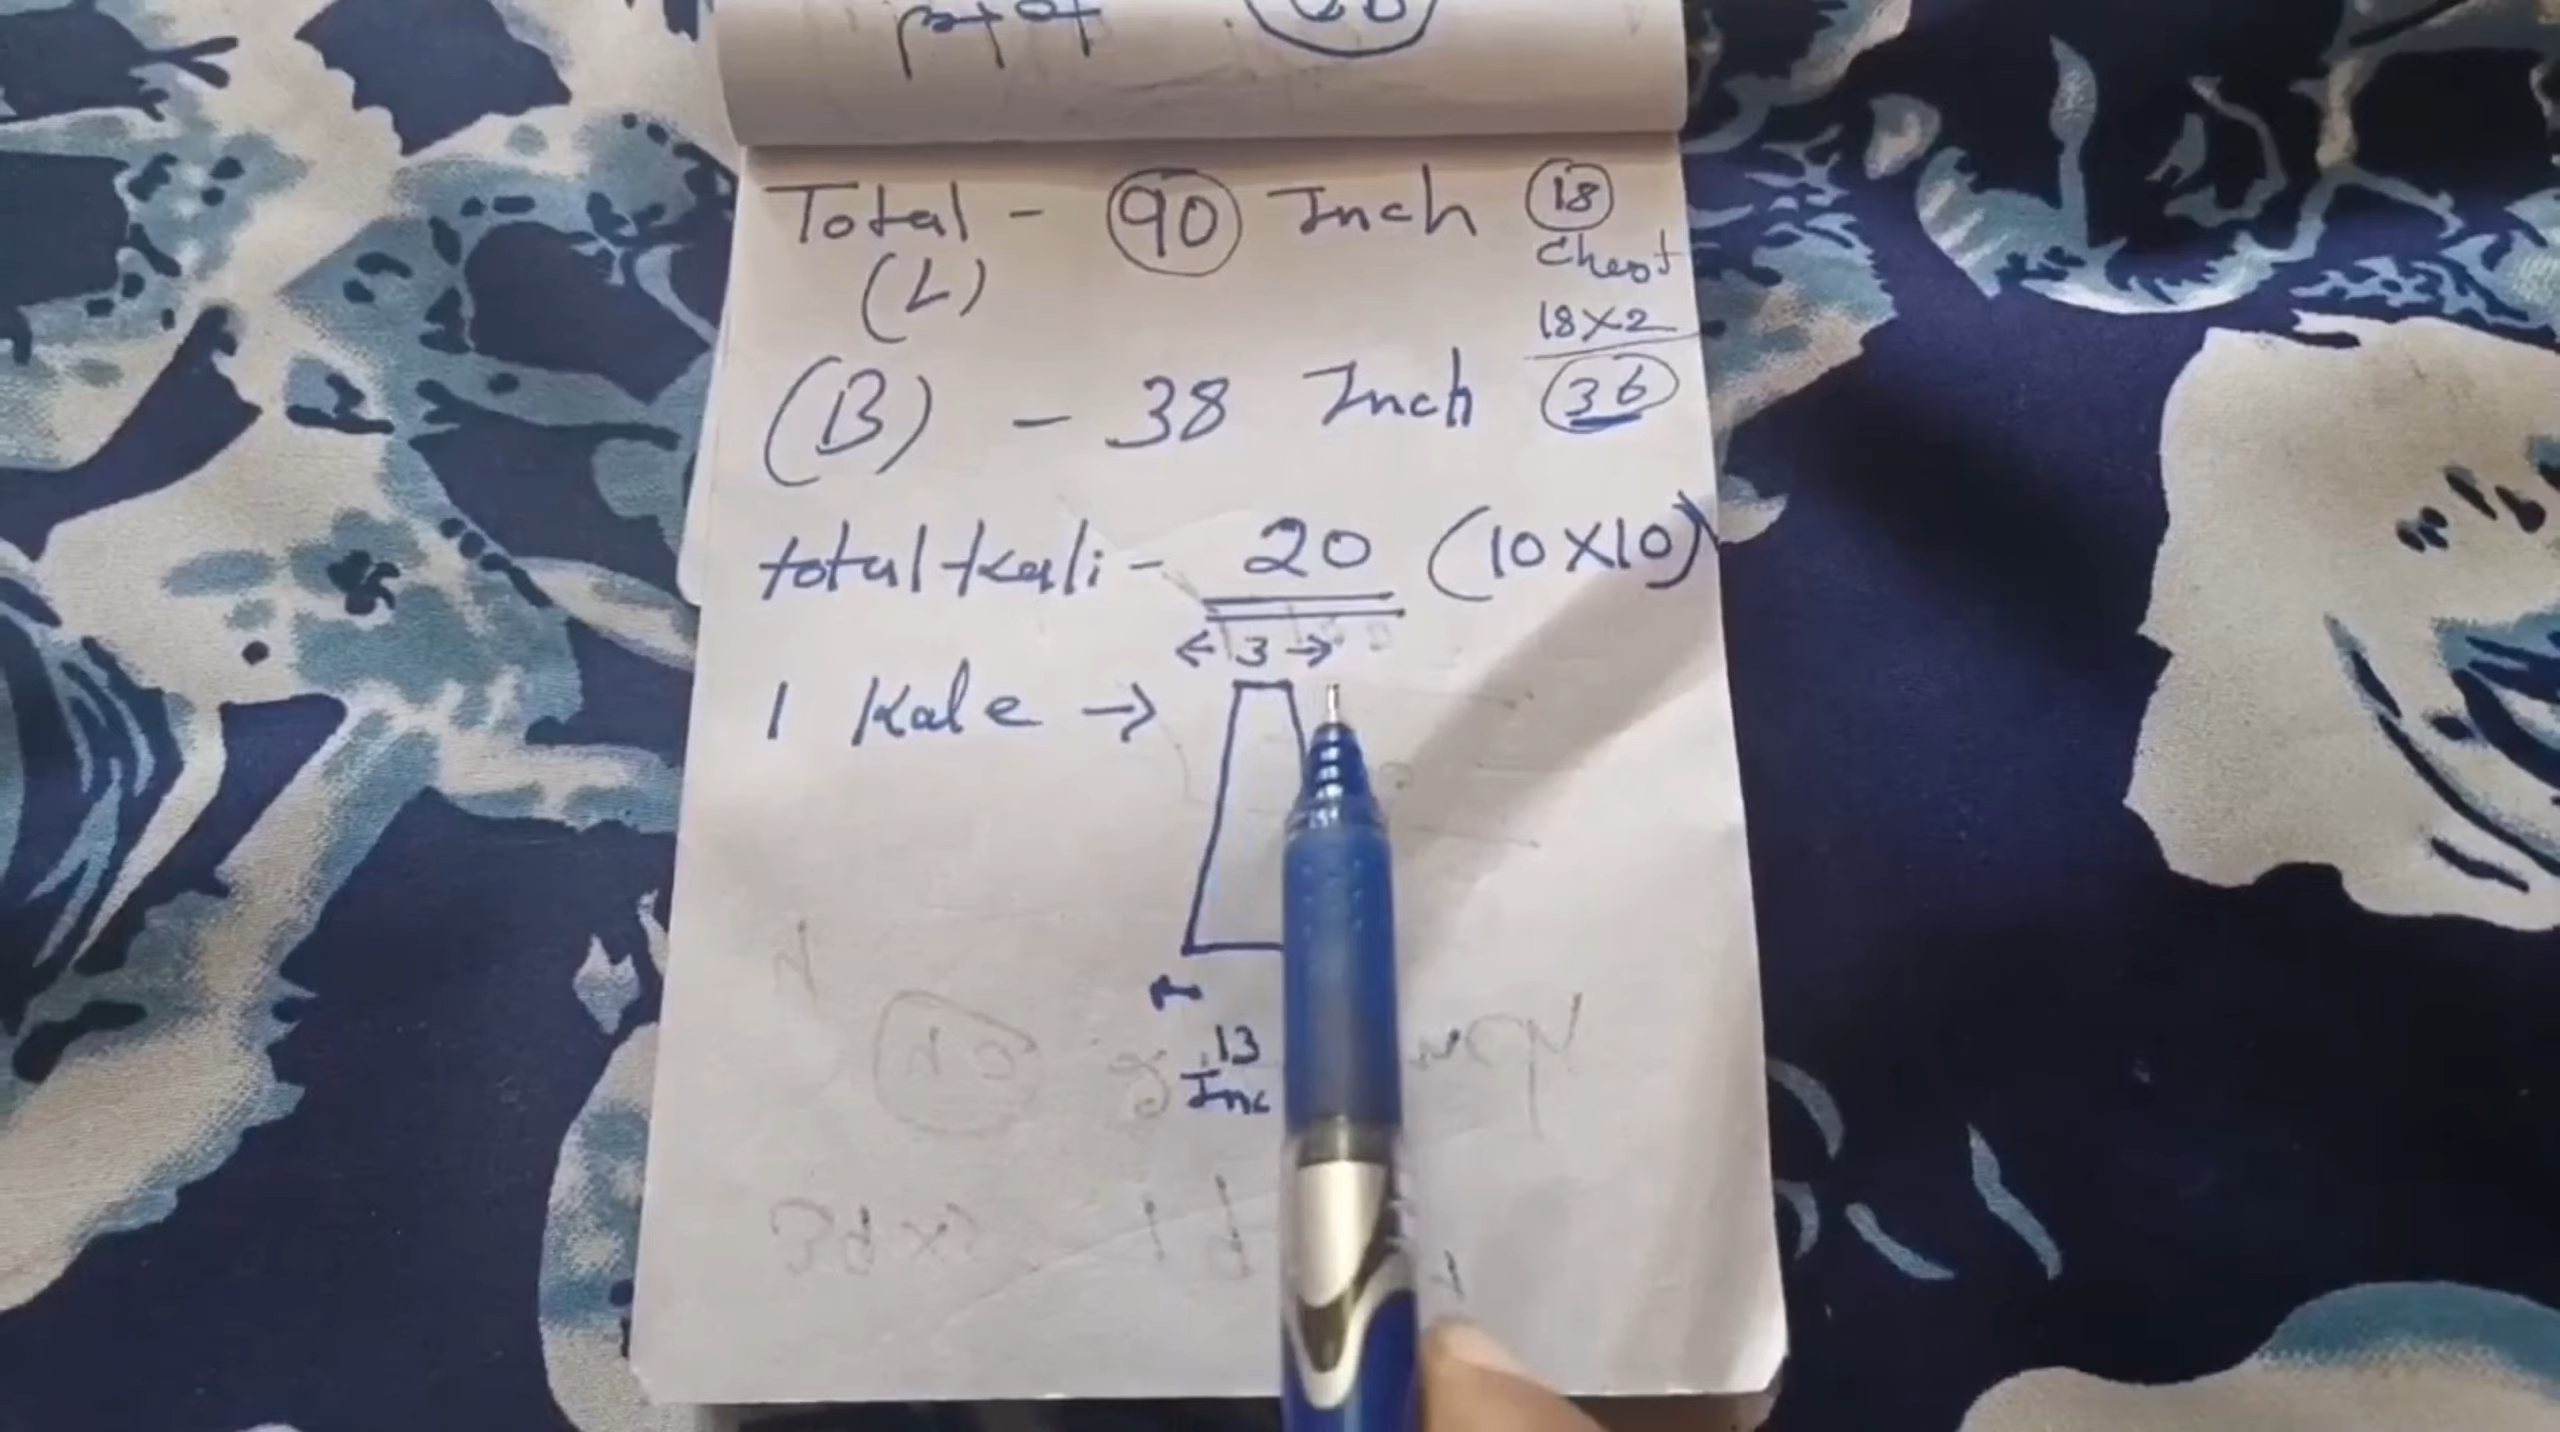 Total - 90 Inch
(L)
18
Chest
18X2
36
(B) - 38 Inch
total kali - 20 (10X10)
3
1 Kale →
13
Inc